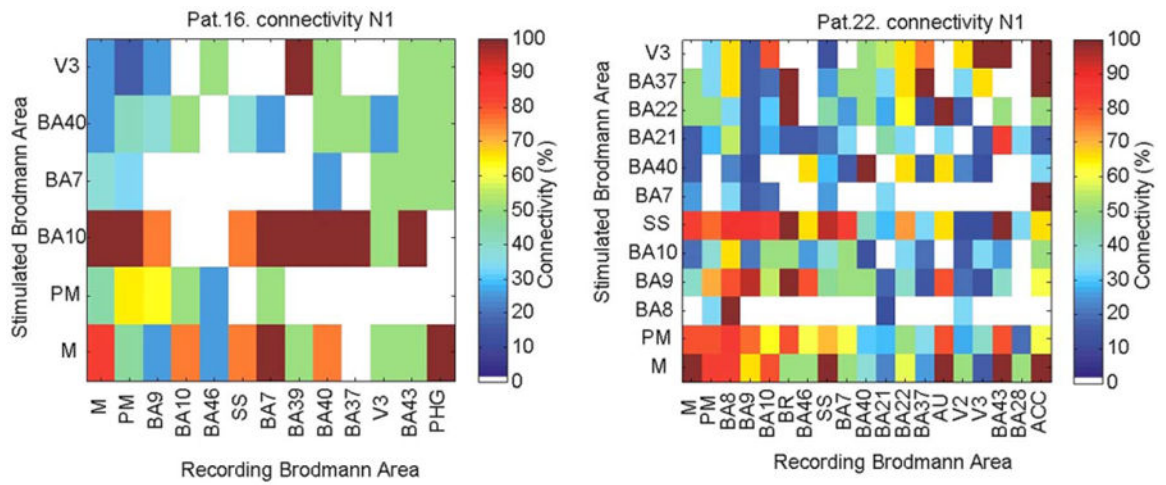 Pat.16. connectivity N1
Stimulated Brodmann Area
V3
BA40
BA7
BA10
PM
M
M PM BA9 BA10 BA46 SS BA7 BA39 BA40 BA37 V3 BA43 PHG
Recording Brodmann Area
100
90
80
70
60
50
40
30
20
10
0
Connectivity (%)
Pat.22. connectivity N1
Stimulated Brodmann Area
V3
BA37
BA22
BA21
BA40
BA7
SS
BA10
BA9
BA8
PM
M
M PM BA8 BA9 BA10 BR BA46 SS BA7 BA40 BA21 BA22 BA37 AU V2 V3 BA43 BA28 ACC
Recording Brodmann Area
100
90
80
70
60
50
40
30
20
10
0
Connectivity (%)